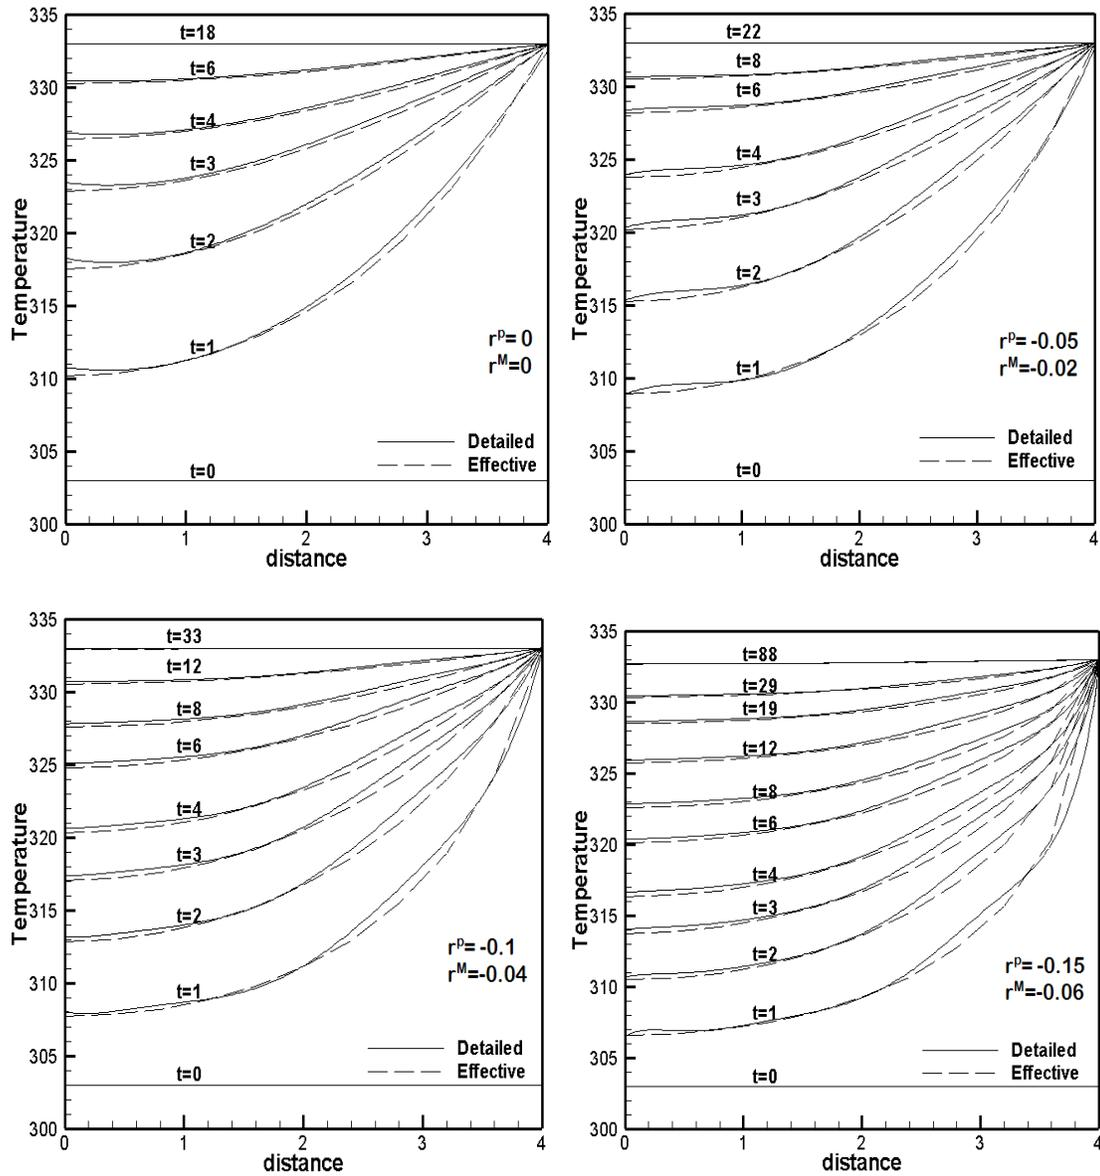 335
330
325
320
315
310
305
300
Temperature
t=18
t=6
t=4
t=3
t=2
t=1
t=0
rᵖ= 0
rᴹ=0
Detailed
Effective
0 1 2 3 4
distance
335
330
325
320
315
310
305
300
Temperature
t=22
t=8
t=6
t=4
t=3
t=2
t=1
t=0
rᵖ= -0.05
rᴹ=-0.02
Detailed
Effective
0 1 2 3 4
distance
335
330
325
320
315
310
305
300
Temperature
t=33
t=12
t=8
t=6
t=4
t=3
t=2
t=1
t=0
rᵖ= -0.1
rᴹ=-0.04
Detailed
Effective
0 1 2 3 4
distance
335
330
325
320
315
310
305
300
Temperature
t=88
t=29
t=19
t=12
t=8
t=6
t=4
t=3
t=2
t=1
t=0
rᵖ= -0.15
rᴹ=-0.06
Detailed
Effective
0 1 2 3 4
distance